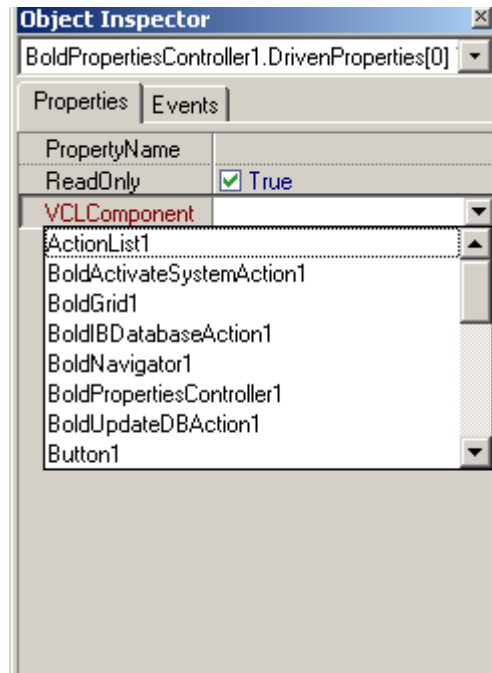 Object Inspector
BoldPropertiesController1.DrivenProperties[0]
Properties Events
PropertyName
ReadOnly True
VCLComponent
ActionList1
BoldActivateSystemAction1
BoldGrid1
BoldIBDatabaseAction1
BoldNavigator1
BoldPropertiesController1
BoldUpdateDBAction1
Button1